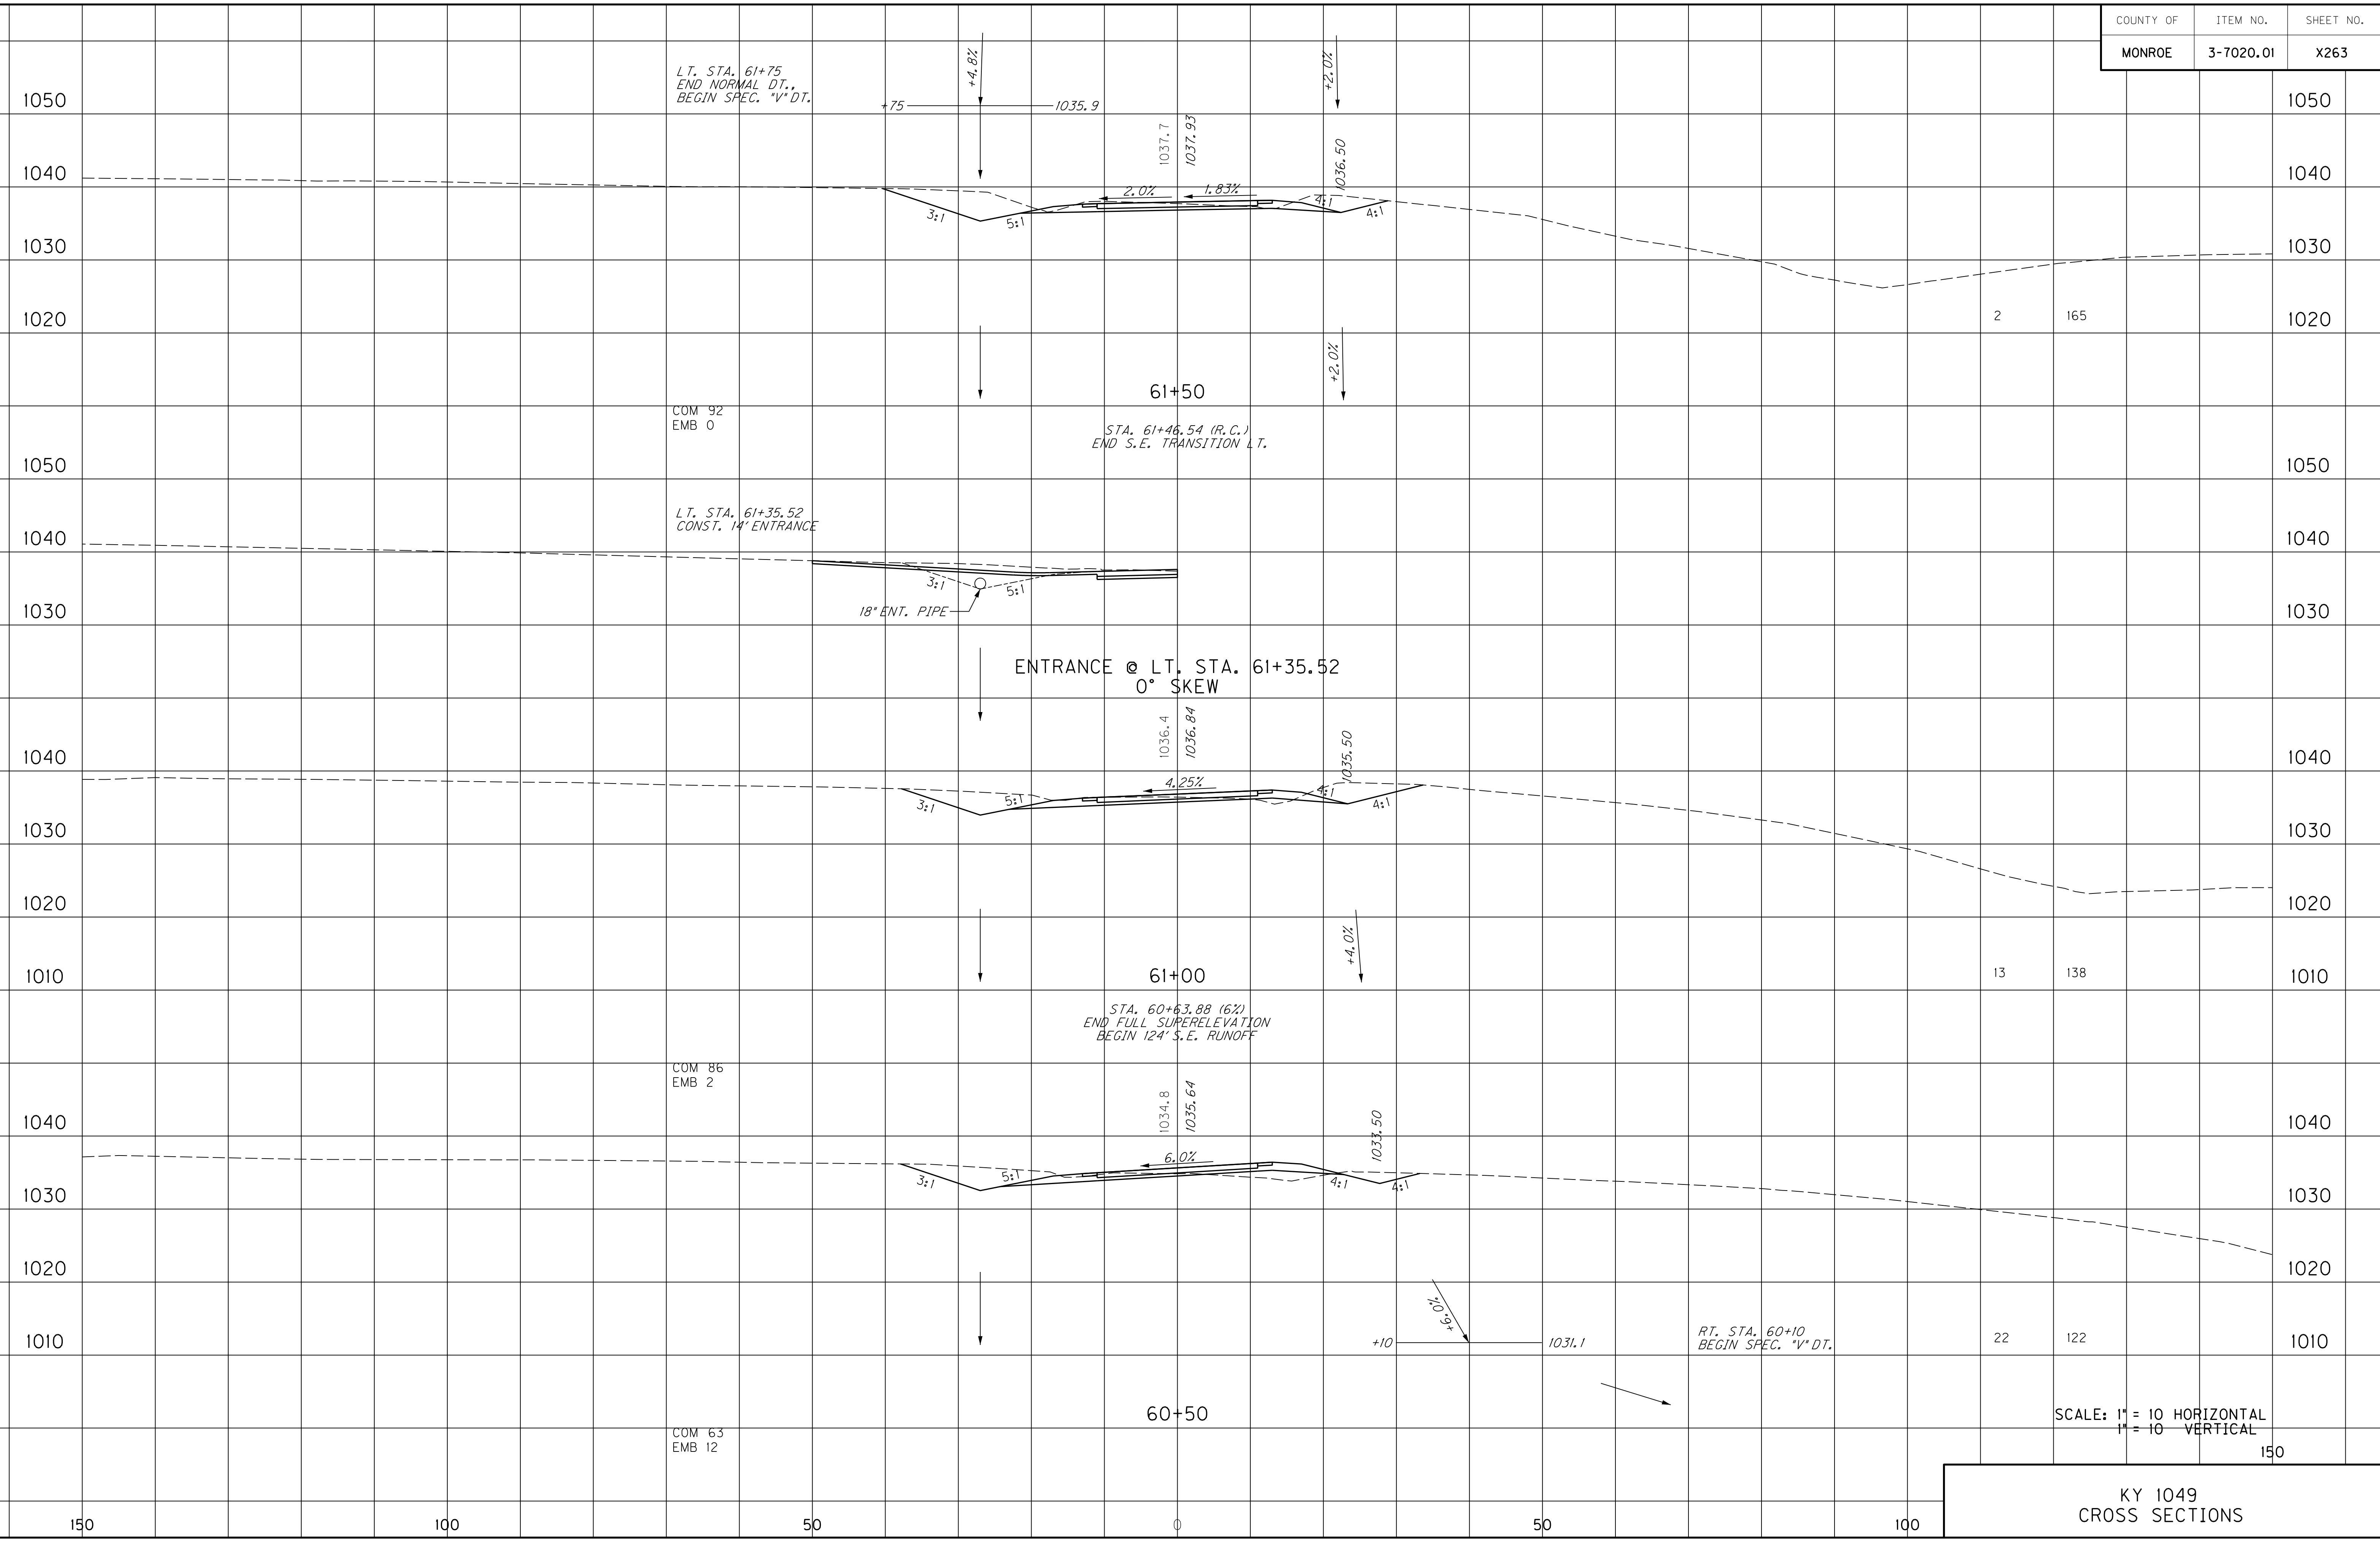 COUNTY OF ITEM NO. SHEET NO.
MONROE 3-7020.01 X263
LT. STA. 61+75
END NORMAL DT.,
BEGIN SPEC. "V" DT.
+4.8%
+2.0%
+75 1035.9
1050 1050
1037.7
1037.93
1036.50
1040 1040
2.0% 1.83% 4:1
3:1 5:1 4:1
1030 1030
1020 2 165 1020
+2.0%
61+50
COM 92
EMB 0
STA. 61+46.54 (R.C.)
END S.E. TRANSITION LT.
1050 1050
LT. STA. 61+35.52
CONST. 14' ENTRANCE
1040 1040
3:1 5:1
18" ENT. PIPE
1030 1030
ENTRANCE @ LT. STA. 61+35.52
0° SKEW
1036.4
1036.84
1035.50
1040 1040
4.25%
3:1 5:1 4:1 4:1
1030 1030
1020 1020
+4.0%
1010 61+00 13 138 1010
STA. 60+63.88 (6%)
END FULL SUPERELEVATION
BEGIN 124' S.E. RUNOFF
COM 86
EMB 2
1034.8
1035.64
1033.50
1040 1040
6.0%
3:1 5:1 4:1 4:1
1030 1030
1020 1020
+6.0%
RT. STA. 60+10
BEGIN SPEC. "V" DT.
1010 +10 1031.1 22 122 1010
60+50
COM 63
EMB 12
SCALE: 1" = 10 HORIZONTAL
1" = 10 VERTICAL
150
KY 1049
CROSS SECTIONS
150 100 50 0 50 100